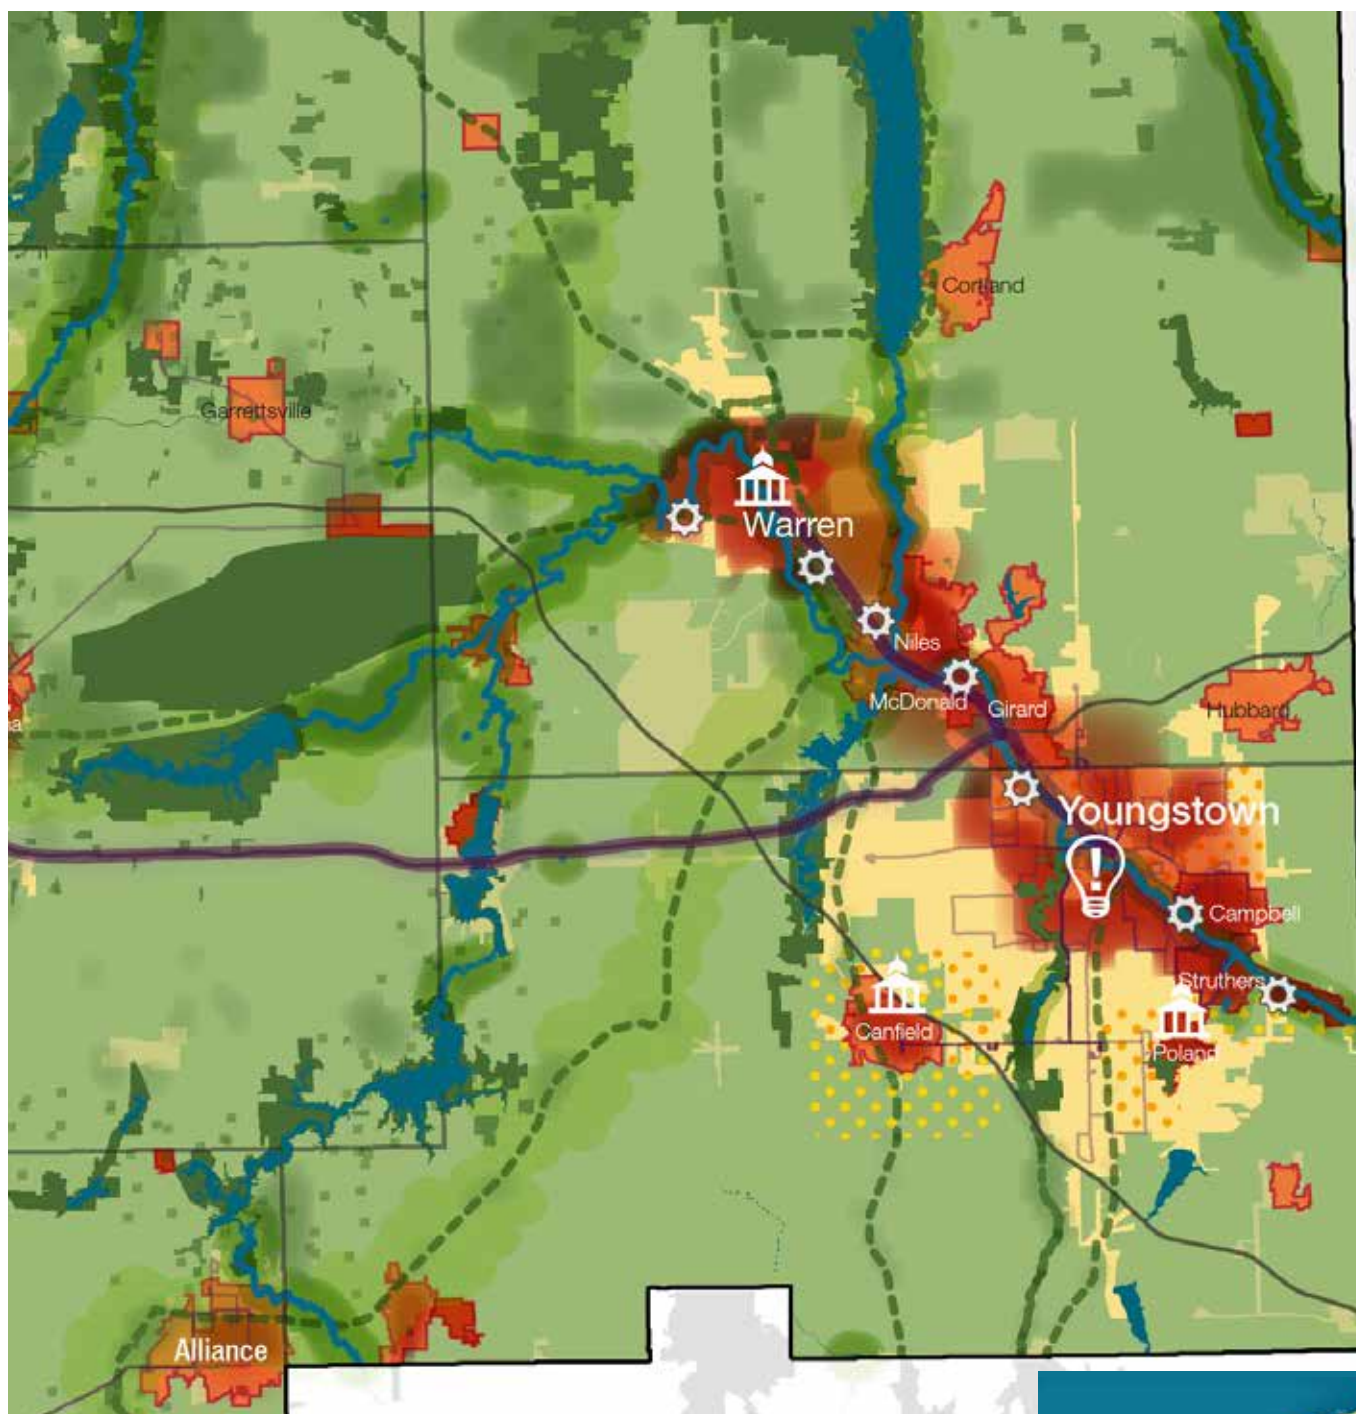 Cortland
Garrettsville
Warren
Niles
McDonald
Girard
Hubbard
a
Youngstown
Campbell
Struthers
Canfield
Poland
Alliance